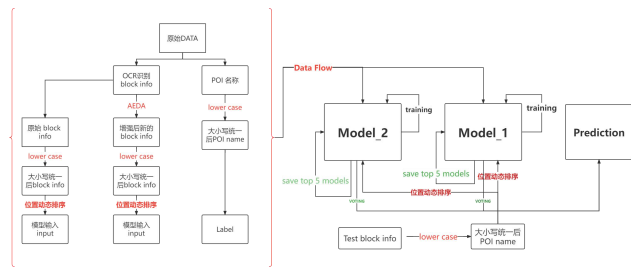 原始DATA
OCR识别
block info
POI 名称
AEDA
lower case
原始 block
info
增强后新的
block info
大小写统一
后POI name
lower case
lower case
大小写统一
后block info
大小写统一
后block info
位置动态排序
位置动态排序
模型输入
input
模型输入
input
Label
Data Flow
training
training
Model_2
Model_1
Prediction
save top 5 models
save top 5 models
位置动态排序
位置动态排序
VOTING
VOTING
Test block info
lower case
大小写统一后
POI name